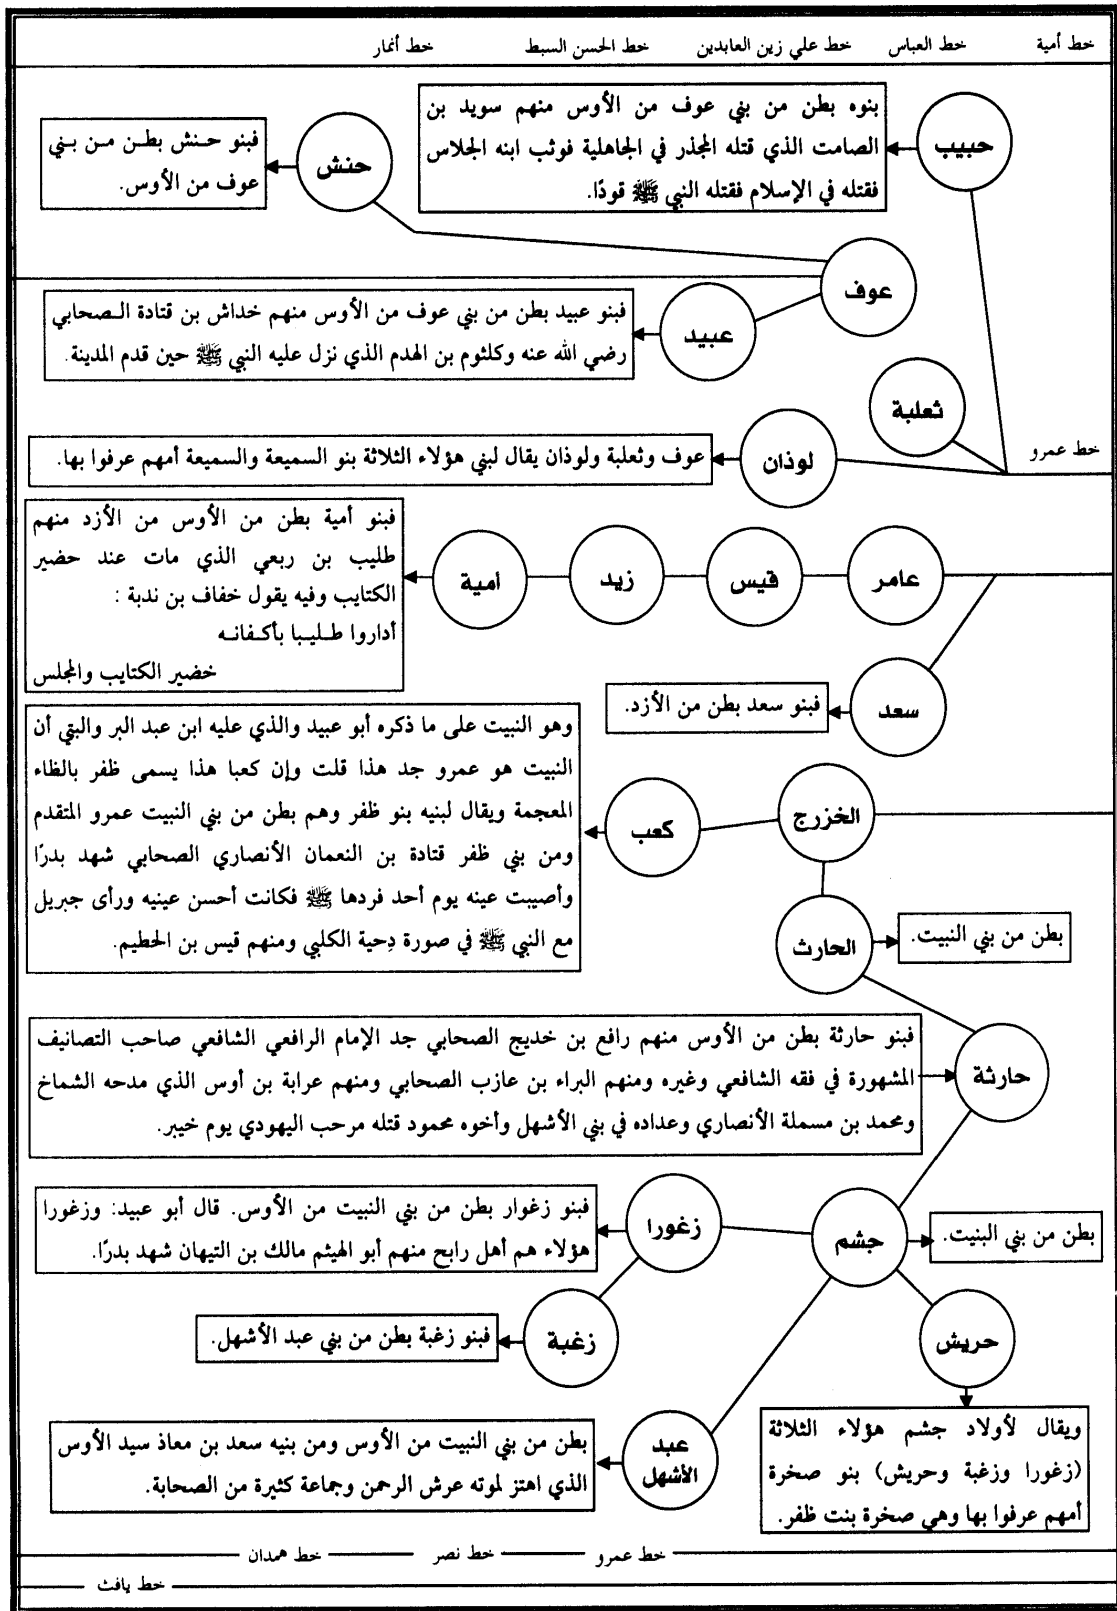 خط أمية خط العباس خط علي زين العابدين خط الحسن السبط خط أنمار
حبيب
بنوه بطن من بني عوف من الأوس منهم سويد بن
الصامت الذي قتله المجذر في الجاهلية فوثب ابنه الجلاس
فقتله في الإسلام فقتله النبي ﷺ قودًا.
حنش
فبنو حنش بطن من بني
عوف من الأوس.
عوف
عبيد
فبنو عبيد بطن من بني عوف من الأوس منهم خداش بن قتادة الصحابي
رضي الله عنه وكلثوم بن الهدم الذي نزل عليه النبي ﷺ حين قدم المدينة.
ثعلبة
خط عمرو
لوذان
عوف وثعلبة ولوذان يقال لبني هؤلاء الثلاثة بنو السميعة والسميعة أمهم عرفوا بها.
عامر
قيس
زيد
أمية
فبنو أمية بطن من الأوس من الأزد منهم
طليب بن ربعي الذي مات عند حضير
الكتايب وفيه يقول خفاف بن ندبة :
أداروا طليبا بأكفانه
خضير الكتايب والمجلس
سعد
فبنو سعد بطن من الأزد.
الخزرج
كعب
وهو النبيت على ما ذكره أبو عبيد والذي عليه ابن عبد البر والبتي أن
النبيت هو عمرو جد هذا قلت وإن كعبا هذا يسمى ظفر بالظاء
المعجمة ويقال لبنيه بنو ظفر وهم بطن من بني النبيت عمرو المتقدم
ومن بني ظفر قتادة بن النعمان الأنصاري الصحابي شهد بدرًا
وأصيبت عينه يوم أحد فردها ﷺ فكانت أحسن عينيه ورأى جبريل
مع النبي ﷺ في صورة دِحية الكلبي ومنهم قيس بن الحطيم.
الحارث
بطن من بني النبيت.
حارثة
فبنو حارثة بطن من الأوس منهم رافع بن خديج الصحابي جد الإمام الرافعي الشافعي صاحب التصانيف
المشهورة في فقه الشافعي وغيره ومنهم البراء بن عازب الصحابي ومنهم عرابة بن أوس الذي مدحه الشماخ
ومحمد بن مسملة الأنصاري وعداده في بني الأشهل وأخوه محمود قتله مرحب اليهودي يوم خيبر.
جشم
بطن من بني البنيت.
زغورا
فبنو زغوار بطن من بني النبيت من الأوس. قال أبو عبيد: وزغورا
هؤلاء هم أهل رابح منهم أبو الهيثم مالك بن التيهان شهد بدرًا.
زغبة
فبنو زغبة بطن من بني عبد الأشهل.
حريش
ويقال لأولاد جشم هؤلاء الثلاثة
(زغورا وزغبة وحريش) بنو صخرة
أمهم عرفوا بها وهي صخرة بنت ظفر.
عبد
الأشهل
بطن من بني النبيت من الأوس ومن بنيه سعد بن معاذ سيد الأوس
الذي اهتز لموته عرش الرحمن وجماعة كثيرة من الصحابة.
خط عمرو خط نصر خط همدان
خط يافث